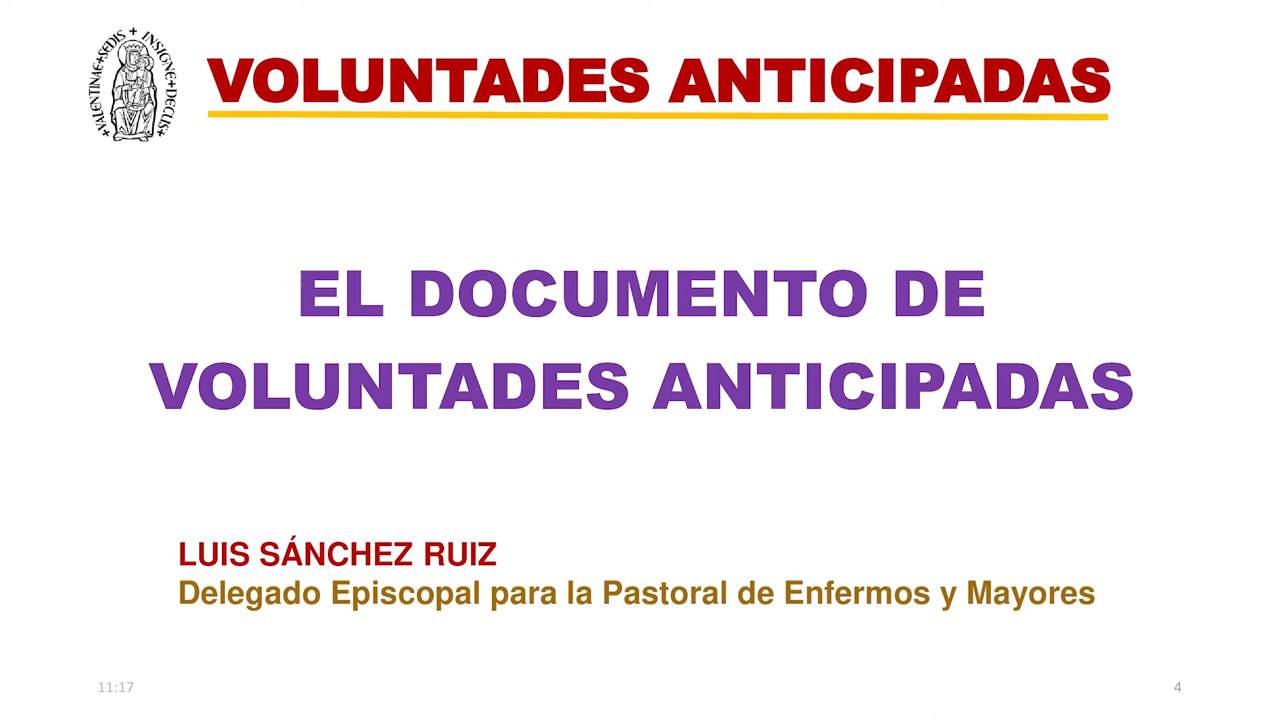 VALENTINAE+SEDIS + INSIGNE+DECUS+
VOLUNTADES ANTICIPADAS
EL DOCUMENTO DE
VOLUNTADES ANTICIPADAS
LUIS SÁNCHEZ RUIZ
Delegado Episcopal para la Pastoral de Enfermos y Mayores
11:17
4